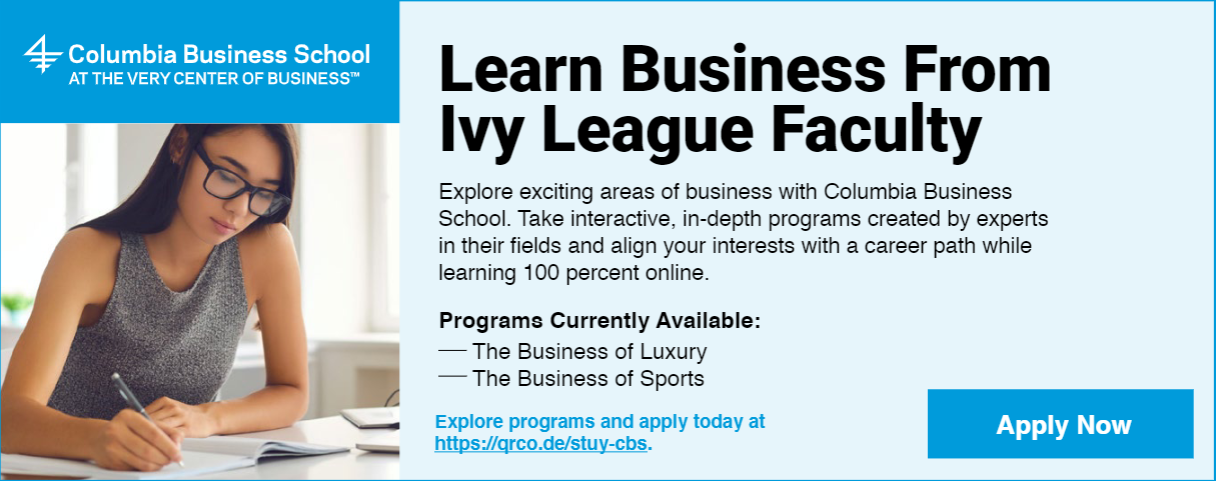 Columbia Business School
AT THE VERY CENTER OF BUSINESS™
Learn Business From
Ivy League Faculty
Explore exciting areas of business with Columbia Business
School. Take interactive, in-depth programs created by experts
in their fields and align your interests with a career path while
learning 100 percent online.
Programs Currently Available:
— The Business of Luxury
— The Business of Sports
Explore programs and apply today at
https://qrco.de/stuy-cbs.
Apply Now